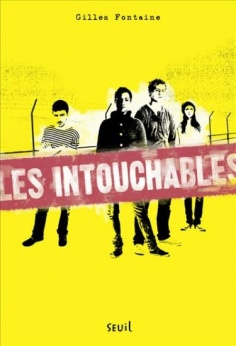 Gilles Fontaine
LES INTOUCHABLES
SEUIL